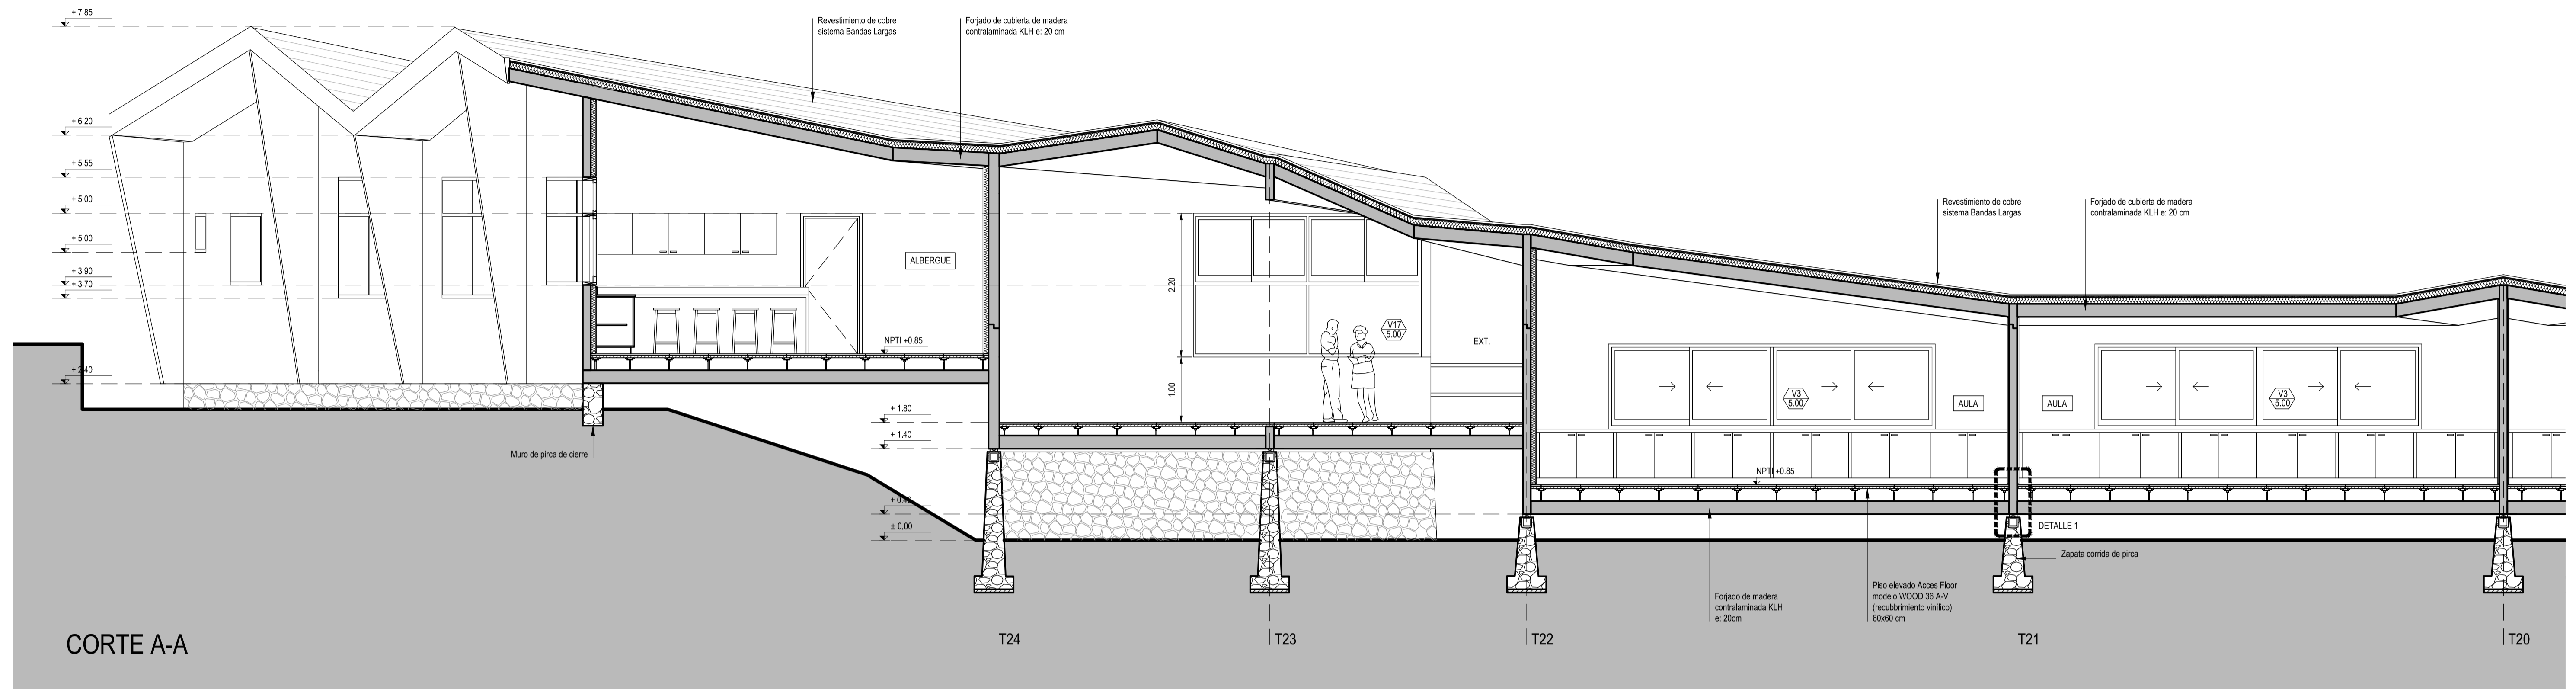 + 7.85
+ 6.20
+ 5.55
+ 5.00
+ 5.00
+ 3.90
+ 3.70
+ 2.40
Revestimiento de cobre
sistema Bandas Largas
Forjado de cubierta de madera
contralaminada KLH e: 20 cm
ALBERGUE
NPTI +0.85
Muro de pirca de cierre
+ 1.80
+ 1.40
± 0.00
2.20
1.00
V17
5.00
EXT.
Revestimiento de cobre
sistema Bandas Largas
Forjado de cubierta de madera
contralaminada KLH e: 20 cm
V3
5.00
AULA
AULA
V3
5.00
NPTI +0.85
DETALLE 1
Zapata corrida de pirca
Forjado de madera
contralaminada KLH
e: 20cm
Piso elevado Acces Floor
modelo WOOD 36 A-V
(recubbrimiento vinílico)
60x60 cm
CORTE A-A
T24
T23
T22
T21
T20